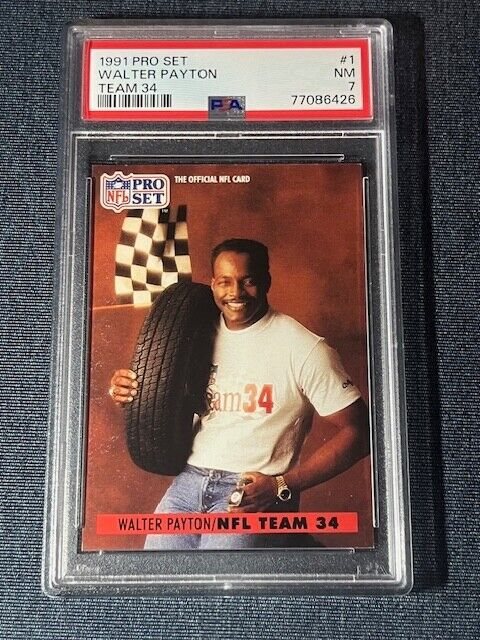 1991 PRO SET #1
WALTER PAYTON NM
TEAM 34 7
PSA 77086426
NFL PRO SET
THE OFFICIAL NFL CARD
Team34
WALTER PAYTON/NFL TEAM 34